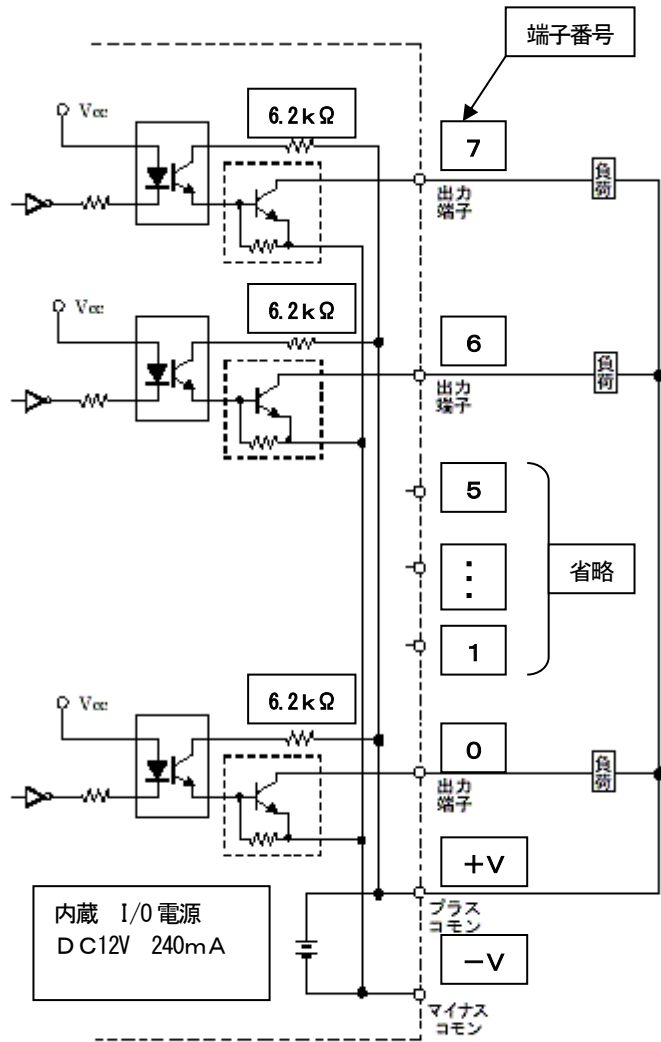 端子番号
Vcc
6.2kΩ
7
出力
端子
負荷
Vcc
6.2kΩ
6
出力
端子
負荷
5
⋮
省略
1
Vcc
6.2kΩ
0
出力
端子
負荷
+V
プラス
コモン
内蔵 I/O電源
DC12V 240mA
−V
マイナス
コモン